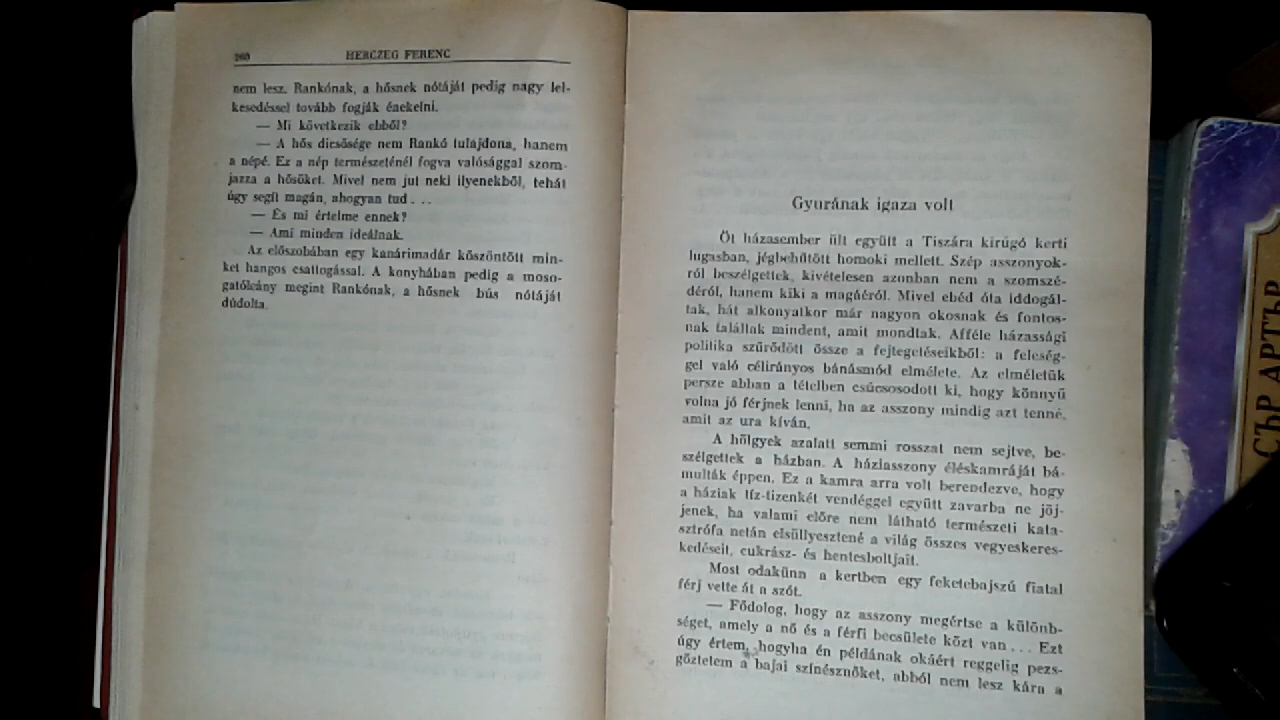 260
HERCZEG FERENC
nem lesz. Rankónak, a hősnek nótáját pedig nagy lel-
kesedéssel tovább fogják énekelni.
— Mi következik ebből?
— A hős dicsősége nem Rankó tulajdona, hanem
a népé. Ez a nép természeténél fogva valósággal szom-
jazza a hősöket. Mivel nem jut neki ilyenekből, tehát
úgy segít magán, ahogyan tud . . .
— És mi értelme ennek?
— Ami minden ideálnak.
Az előszobában egy kanárimadár köszöntött min-
ket hangos csattogással. A konyhában pedig a moso-
gatóleány megint Rankónak, a hősnek bús nótáját
dúdolta.
Gyurának igaza volt
Öt házasember ült együtt a Tiszára kirúgó kerti
lugasban, jégbehűtött homoki mellett. Szép asszonyok-
ról beszélgettek, kivételesen azonban nem a szomszé-
déról, hanem kiki a magáéról. Mivel ebéd óta iddogál-
tak, hát alkonyatkor már nagyon okosnak és fontos-
nak találtak mindent, amit mondtak. Afféle házassági
politika szűrődött össze a fejtegetéseikből: a feleség-
gel való célirányos bánásmód elmélete. Az elméletük
persze abban a tételben csúcsosodott ki, hogy könnyű
volna jó férjnek lenni, ha az asszony mindig azt tenné,
amit az ura kíván.
A hölgyek azalatt semmi rosszat nem sejtve, be-
szélgettek a házban. A háziasszony éléskamráját bá-
multák éppen. Ez a kamra arra volt berendezve, hogy
a háziak tíz-tizenkét vendéggel együtt zavarba ne jöj-
jenek, ha valami előre nem látható természeti kata-
sztrófa netán elsüllyesztené a világ összes vegyeskeres-
kedéseit, cukrász- és hentesboltjait.
Most odakünn a kertben egy feketebajszú fiatal
férj vette át a szót.
— Fődolog, hogy az asszony megértse a különb-
séget, amely a nő és a férfi becsülete közt van . . . Ezt
úgy értem, hogyha én példának okáért reggelig pezs-
gőztetem a bajai színésznőket, abból nem lesz kára a
СЪР АРТЪР